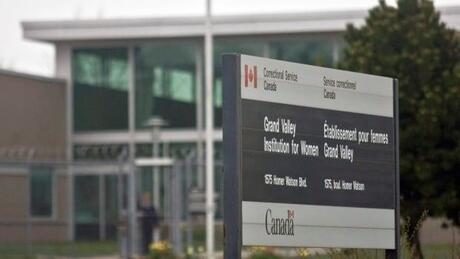 Correctional Service
Canada
Service correctionnel
Canada
Grand Valley
Institution for Women
Établissement pour femmes
Grand Valley
1575 Homer Watson Blvd.
1575, boul. Homer Watson
Canada